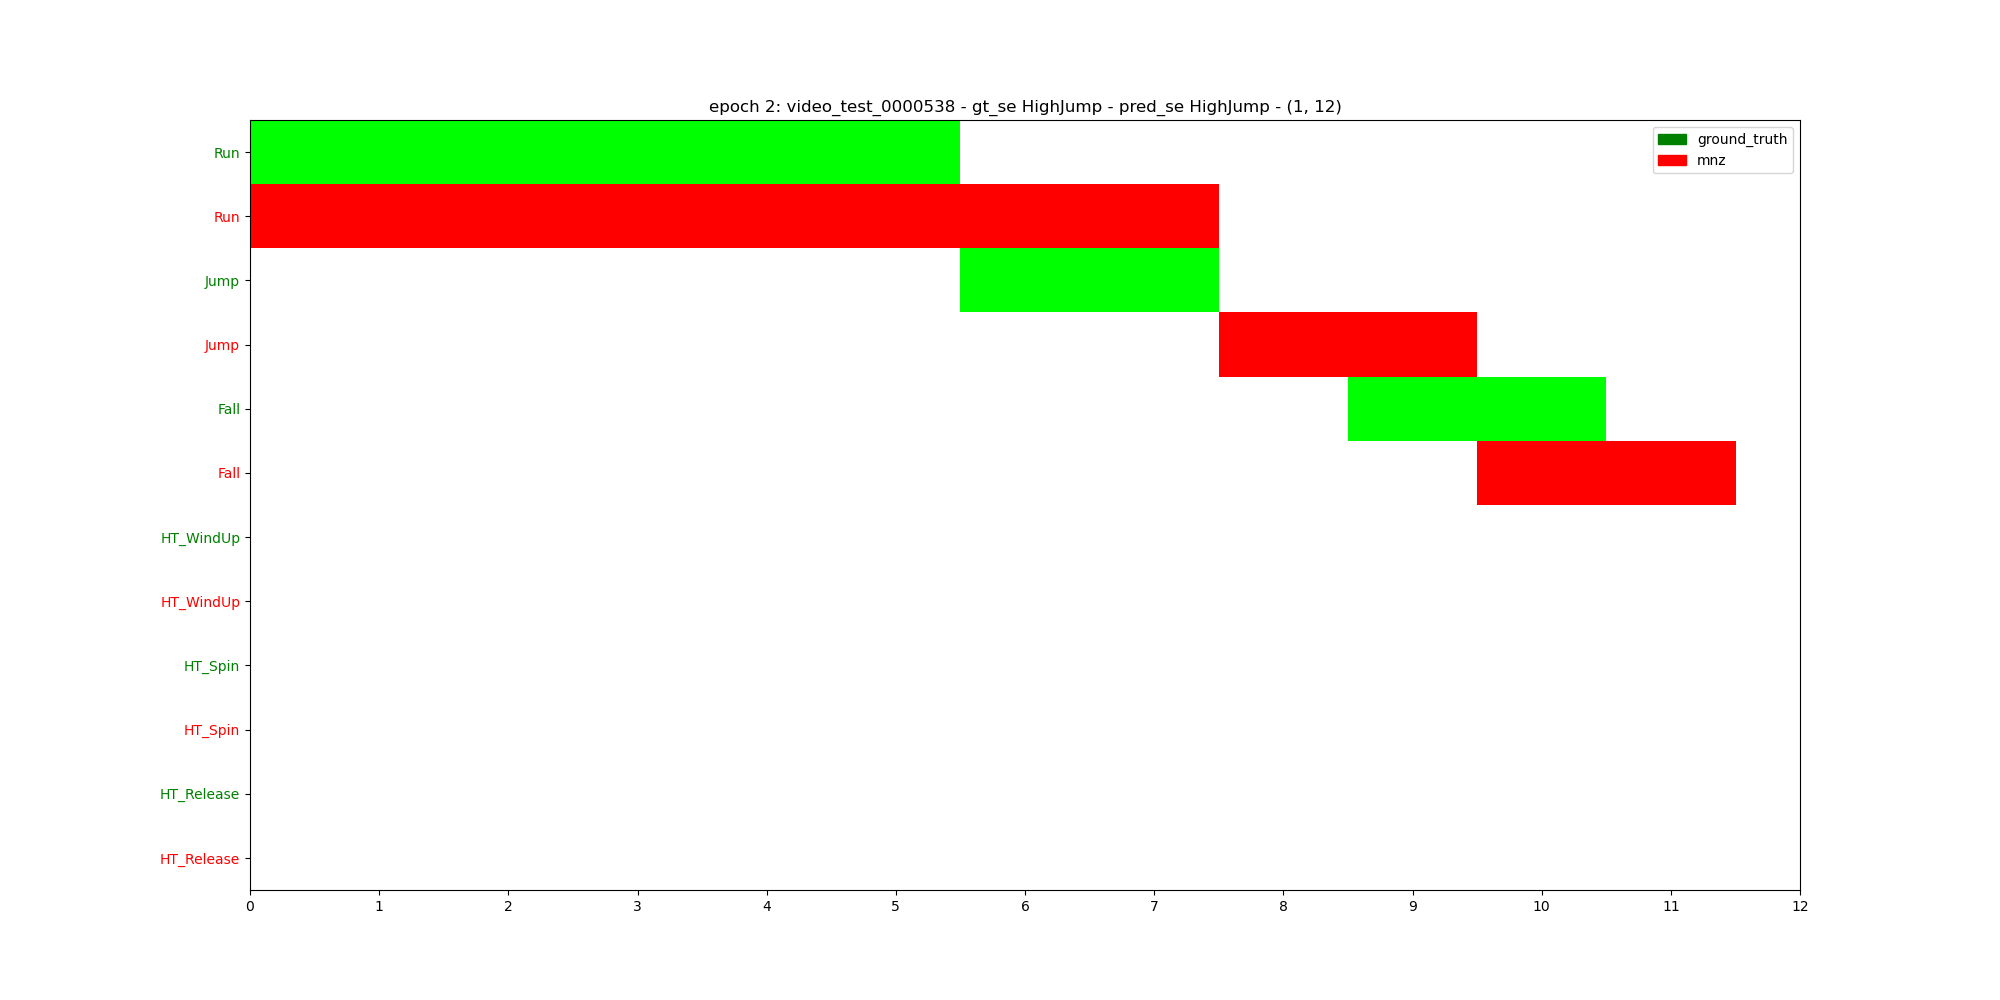 epoch 2: video_test_0000538 - gt_se HighJump - pred_se HighJump - (1, 12)
ground_truth
mnz
Run
Run
Jump
Jump
Fall
Fall
HT_WindUp
HT_WindUp
HT_Spin
HT_Spin
HT_Release
HT_Release
0 1 2 3 4 5 6 7 8 9 10 11 12